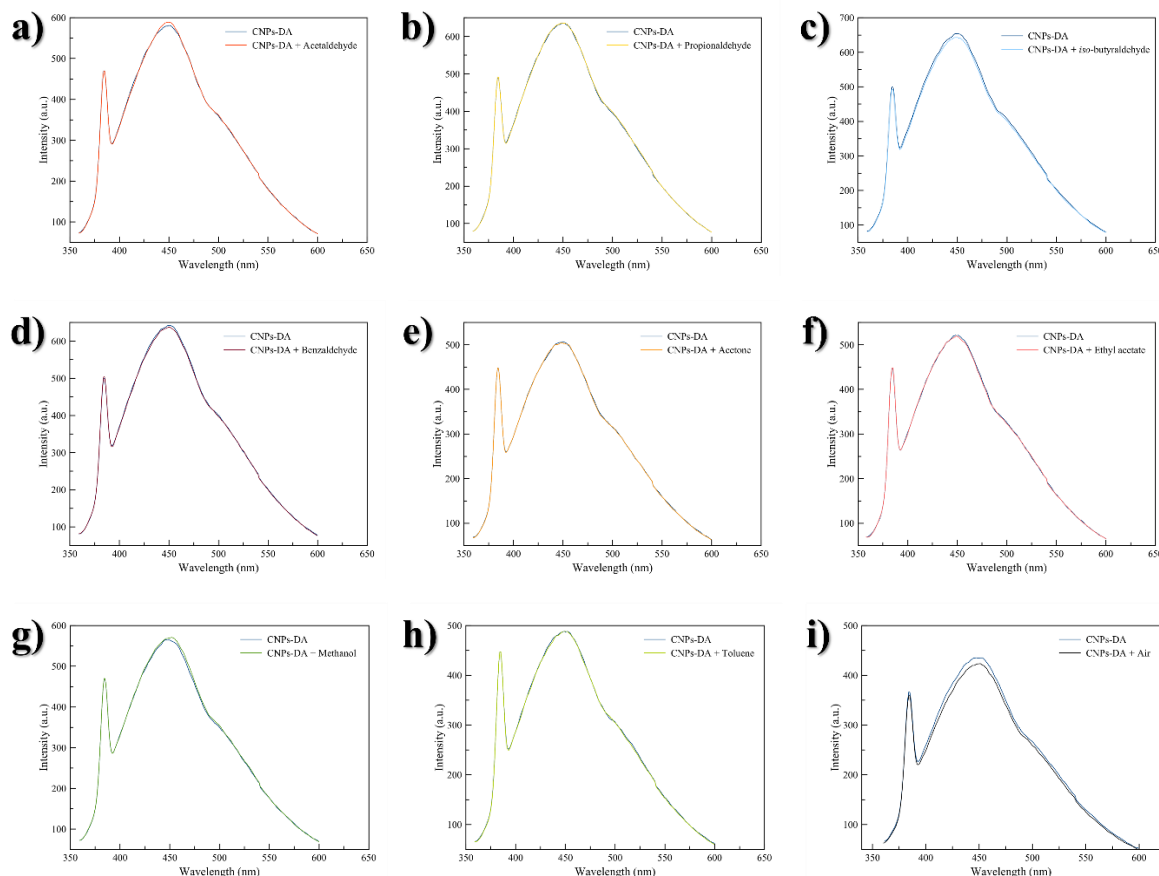 a)
600
500
400
300
200
100
Intensity (a.u.)
CNPs-DA
CNPs-DA + Acetaldehyde
350 400 450 500 550 600 650
Wavelength (nm)
b)
600
500
400
300
200
100
Intensity (a.u.)
CNPs-DA
CNPs-DA + Propionaldehyde
350 400 450 500 550 600 650
Wavelegth (nm)
c)
700
600
500
400
300
200
100
Intensity (a.u.)
CNPs-DA
CNPs-DA + iso-butyraldehyde
350 400 450 500 550 600 650
Wavelength (nm)
d)
600
500
400
300
200
100
Intensity (a.u.)
CNPs-DA
CNPs-DA + Benzaldehyde
350 400 450 500 550 600 650
Wavelength (nm)
e)
500
400
300
200
100
Intensity (a.u.)
CNPs-DA
CNPs-DA + Acetone
350 400 450 500 550 600 650
Wavelength (nm)
f)
500
400
300
200
100
Intensity (a.u.)
CNPs-DA
CNPs-DA + Ethyl acetate
350 400 450 500 550 600 650
Wavelength (nm)
g)
600
500
400
300
200
100
Intensity (a.u.)
CNPs-DA
CNPs-DA − Methanol
350 400 450 500 550 600 650
Wavelength (nm)
h)
500
400
300
200
100
Intensity (a.u.)
CNPs-DA
CNPs-DA + Toluene
350 400 450 500 550 600 650
Wavelength (nm)
i)
500
400
300
200
100
Intensity (a.u.)
CNPs-DA
CNPs-DA + Air
350 400 450 500 550 600 650
Wavelength (nm)